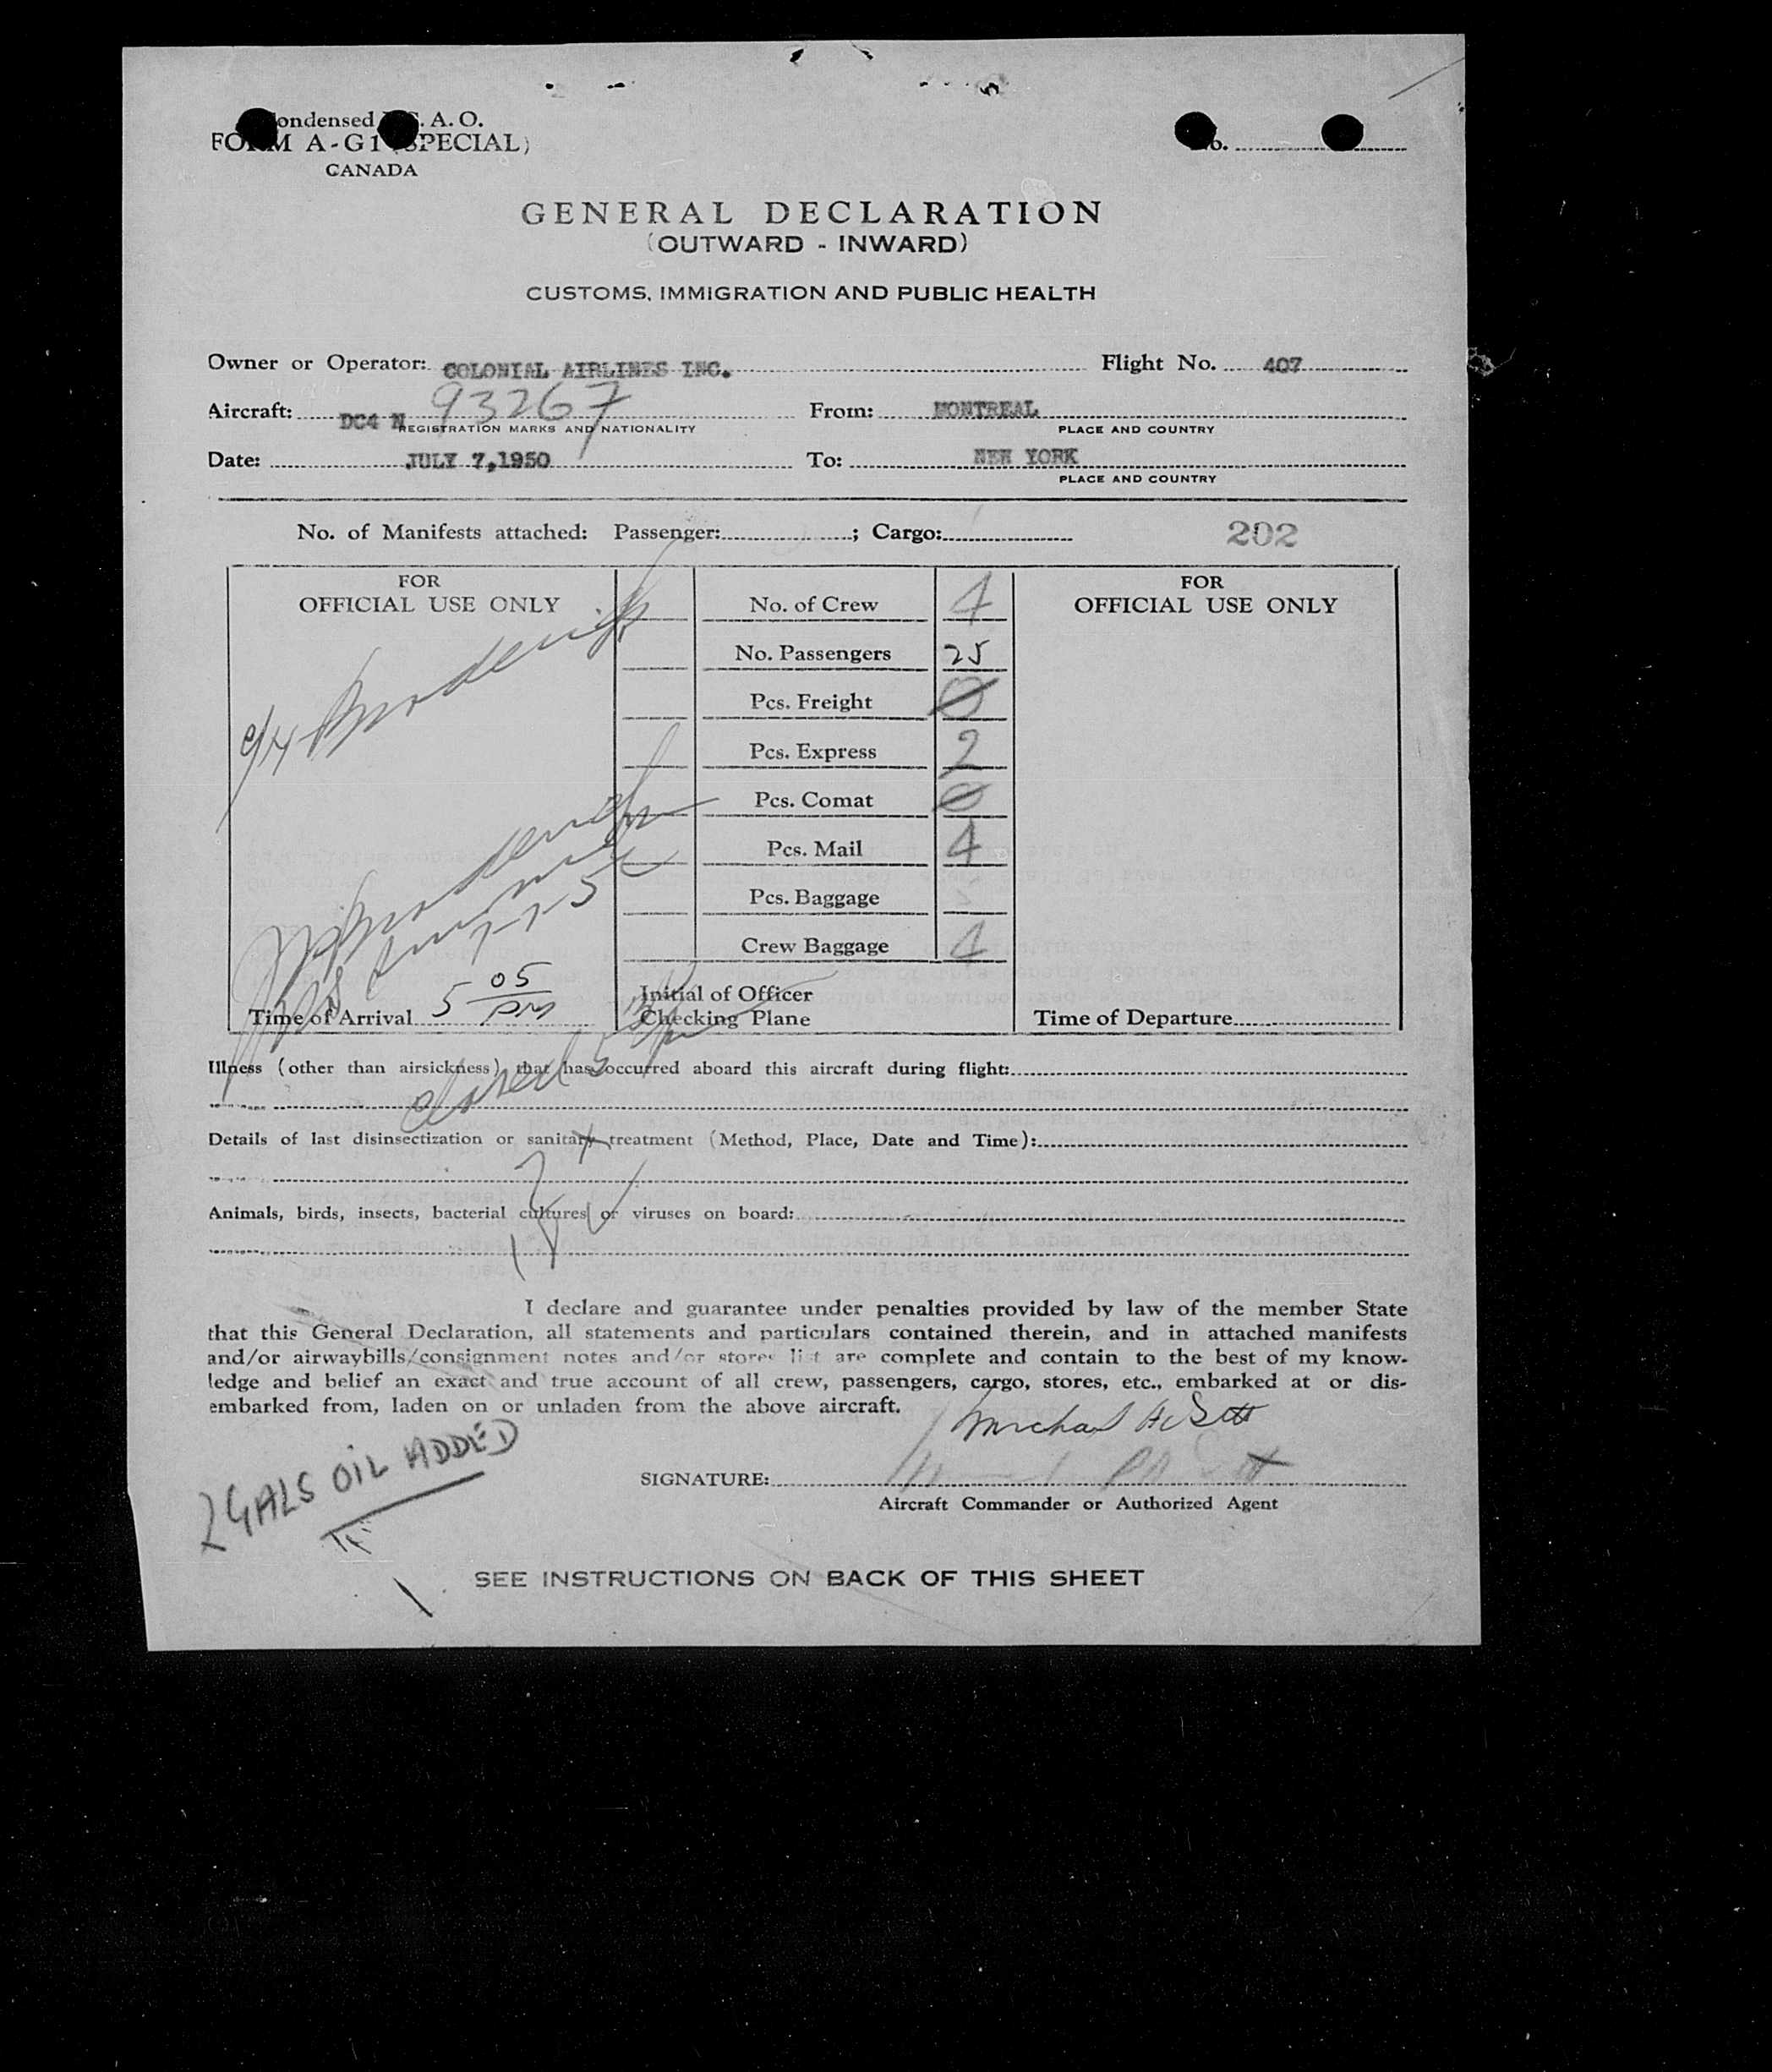 Condensed I.C.A.O.
FORM A-G1 (SPECIAL)
CANADA
No.
GENERAL DECLARATION
(OUTWARD - INWARD)
CUSTOMS, IMMIGRATION AND PUBLIC HEALTH
Owner or Operator: COLONIAL AIRLINES INC. Flight No. 407
Aircraft: DC4 N 93267 From: MONTREAL
REGISTRATION MARKS AND NATIONALITY PLACE AND COUNTRY
Date: JULY 7,1950 To: NEW YORK
PLACE AND COUNTRY
No. of Manifests attached: Passenger: ; Cargo: 202
FOR
OFFICIAL USE ONLY
Broderick
Broderick
Time of Arrival 5 05 PM
No. of Crew 4
No. Passengers 25
Pcs. Freight 0
Pcs. Express 2
Pcs. Comat 0
Pcs. Mail 4
Pcs. Baggage
Crew Baggage 4
Initial of Officer
Checking Plane
FOR
OFFICIAL USE ONLY
Time of Departure
Illness (other than airsickness) that has occurred aboard this aircraft during flight:
Details of last disinsectization or sanitary treatment (Method, Place, Date and Time):
Animals, birds, insects, bacterial cultures or viruses on board:
I declare and guarantee under penalties provided by law of the member State
that this General Declaration, all statements and particulars contained therein, and in attached manifests
and/or airwaybills/consignment notes and/or stores list are complete and contain to the best of my know-
ledge and belief an exact and true account of all crew, passengers, cargo, stores, etc., embarked at or dis-
embarked from, laden on or unladen from the above aircraft.
2 GALS OIL ADDED
SIGNATURE:
Aircraft Commander or Authorized Agent
SEE INSTRUCTIONS ON BACK OF THIS SHEET